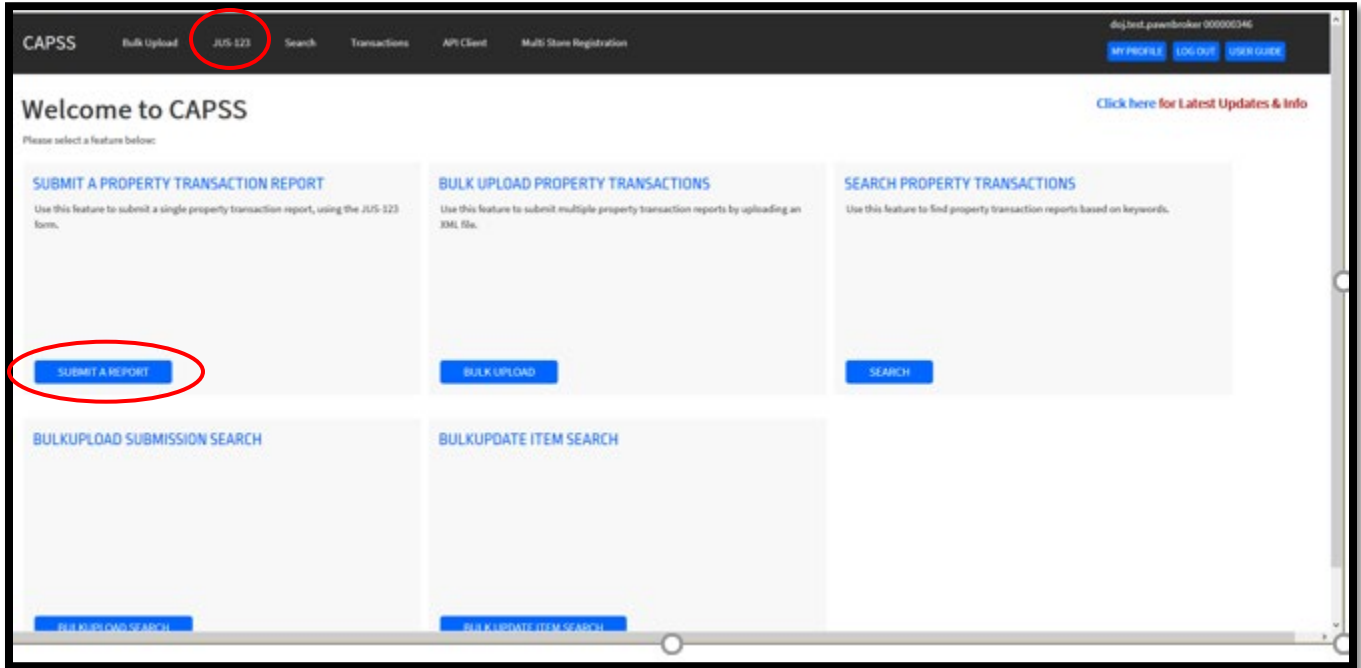 doj.test.pawnbroker 000000346
CAPSS Bulk Upload JUS-123 Search Transactions API Client Multi Store Registration
MY PROFILE LOG OUT USER GUIDE
Welcome to CAPSS
Click here for Latest Updates & Info
Please select a feature below:
SUBMIT A PROPERTY TRANSACTION REPORT
Use this feature to submit a single property transaction report, using the JUS-123
form.
SUBMIT A REPORT
BULK UPLOAD PROPERTY TRANSACTIONS
Use this feature to submit multiple property transaction reports by uploading an
XML file.
BULK UPLOAD
SEARCH PROPERTY TRANSACTIONS
Use this feature to find property transaction reports based on keywords.
SEARCH
BULKUPLOAD SUBMISSION SEARCH
BULKUPLOAD SEARCH
BULKUPDATE ITEM SEARCH
BULK UPDATE ITEM SEARCH